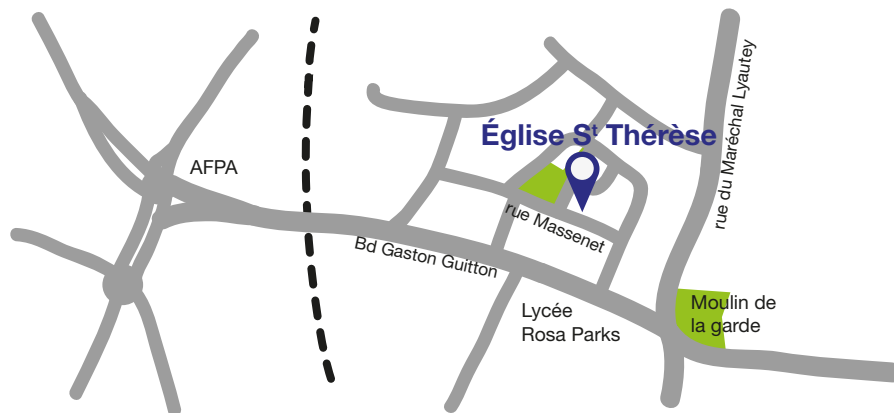 Église Sᵗ Thérèse
AFPA
rue du Maréchal Lyautey
rue Massenet
Bd Gaston Guitton
Lycée
Rosa Parks
Moulin de
la garde